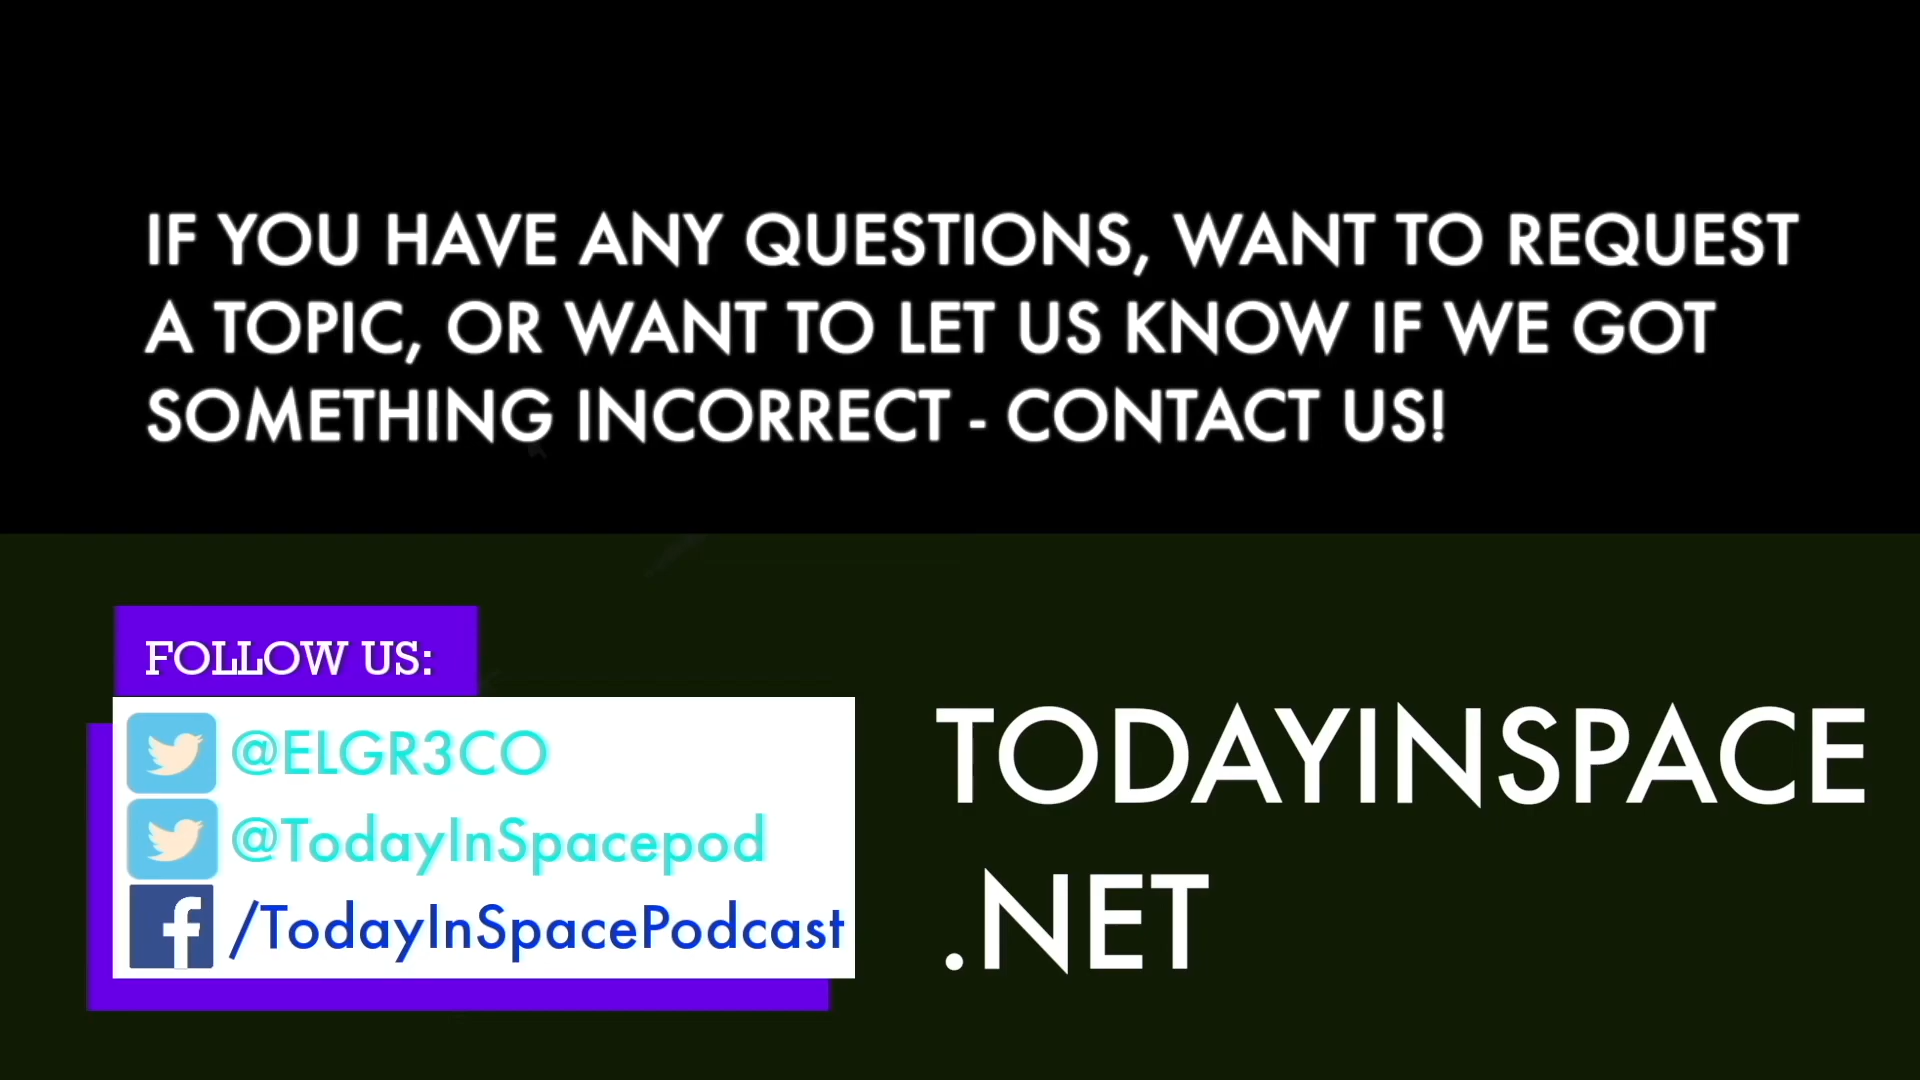 IF YOU HAVE ANY QUESTIONS, WANT TO REQUEST
A TOPIC, OR WANT TO LET US KNOW IF WE GOT
SOMETHING INCORRECT - CONTACT US!
FOLLOW US:
@ELGR3CO
@TodayInSpacepod
/TodayInSpacePodcast
TODAYINSPACE
.NET